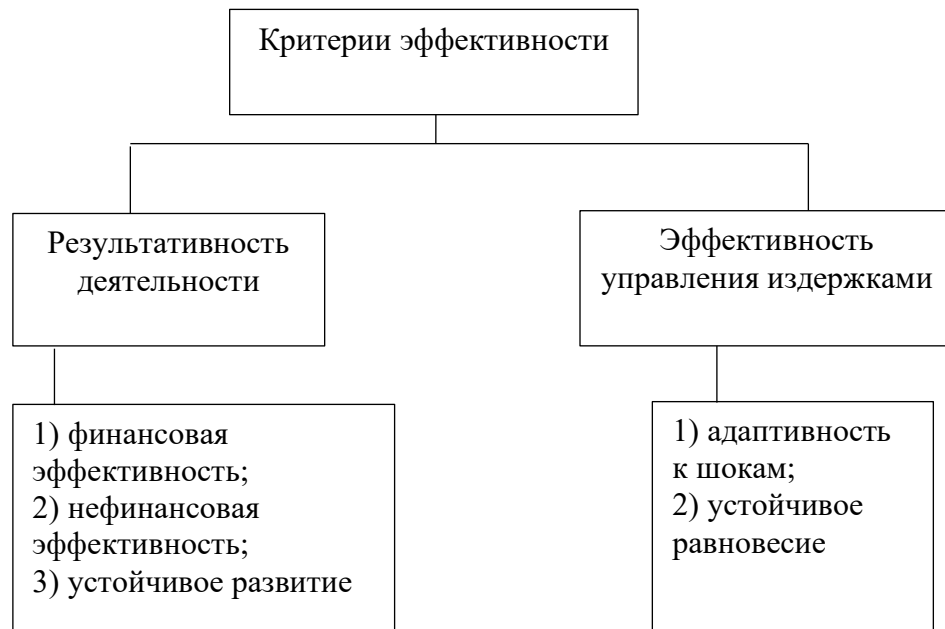 Критерии эффективности
Результативность
деятельности
Эффективность
управления издержками
1) финансовая
эффективность;
2) нефинансовая
эффективность;
3) устойчивое развитие
1) адаптивность
к шокам;
2) устойчивое
равновесие